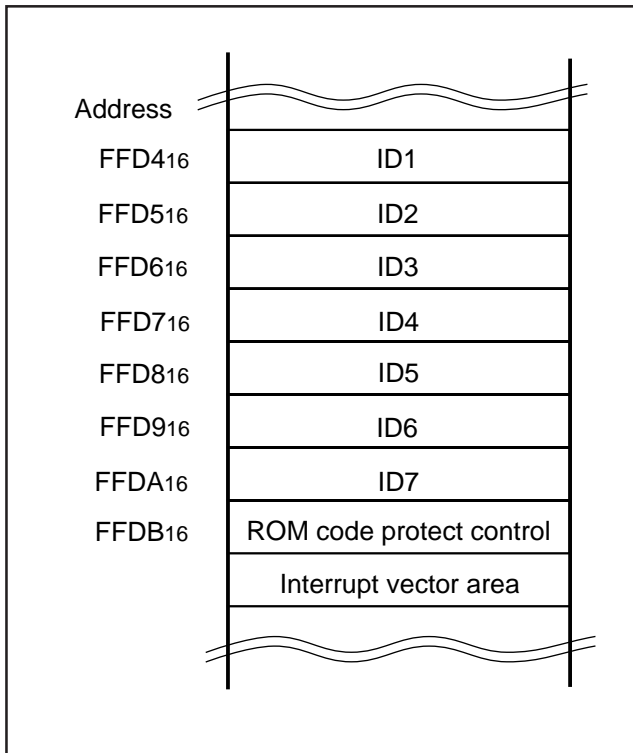 Address
FFD416 ID1
FFD516 ID2
FFD616 ID3
FFD716 ID4
FFD816 ID5
FFD916 ID6
FFDA16 ID7
FFDB16 ROM code protect control
Interrupt vector area